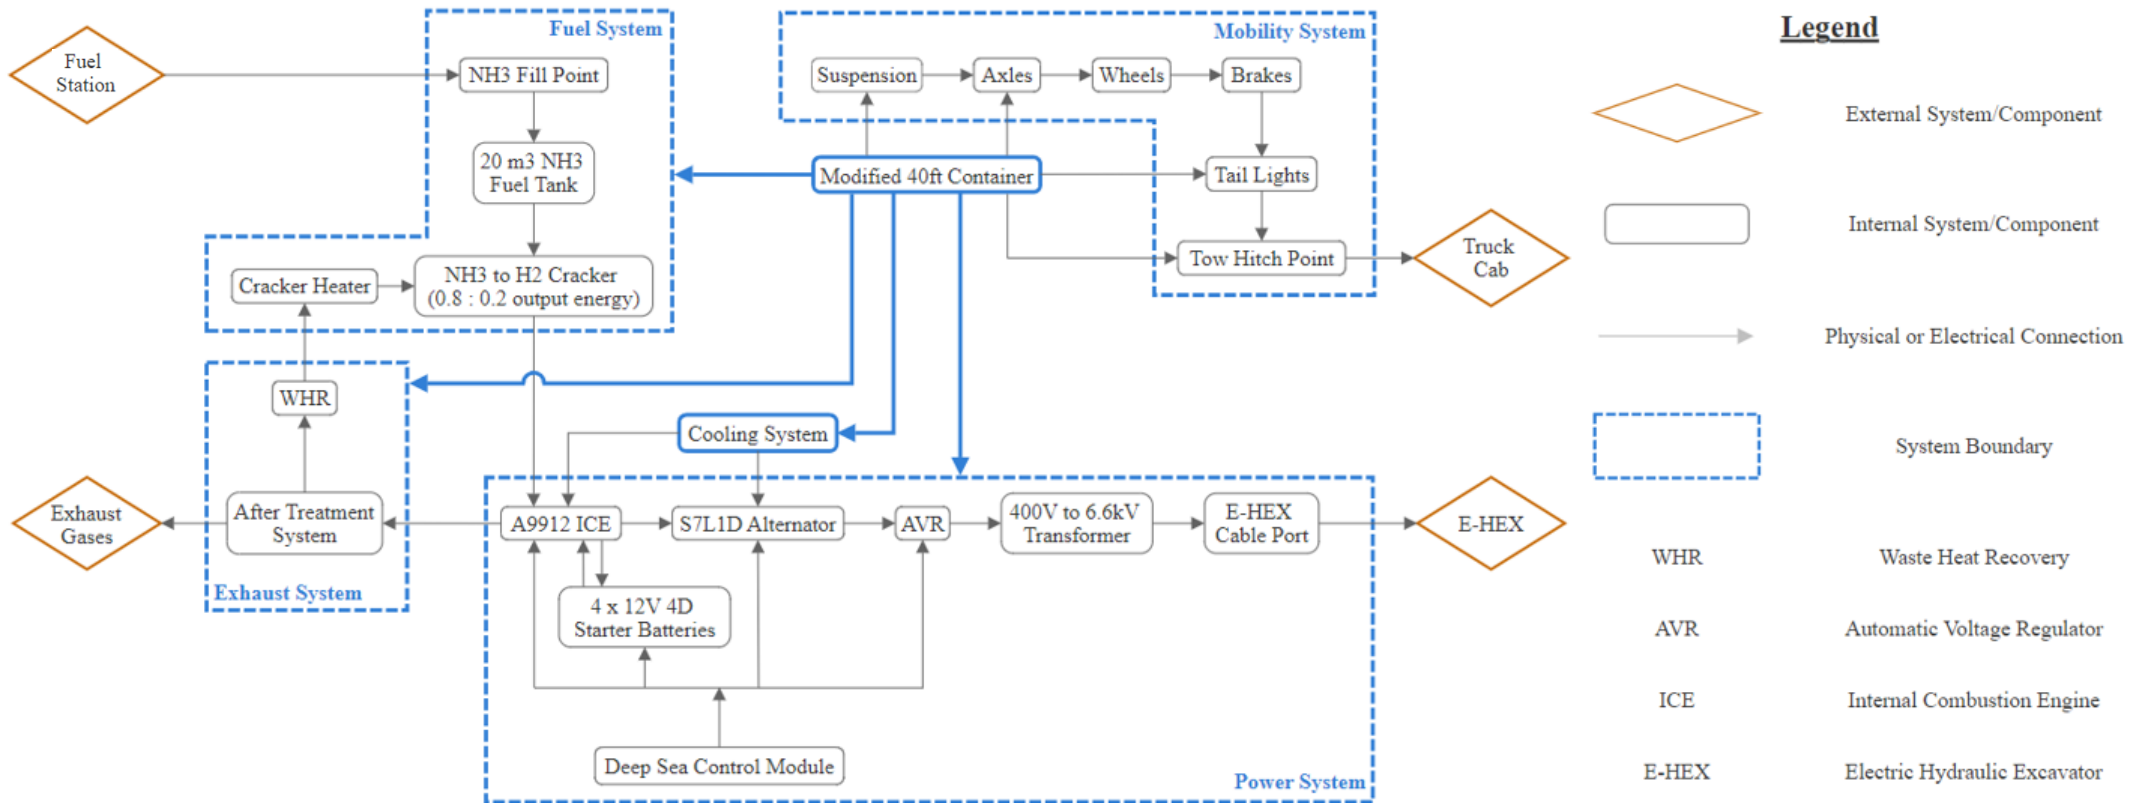 Fuel
Station
Fuel System
NH3 Fill Point
20 m3 NH3
Fuel Tank
Cracker Heater
NH3 to H2 Cracker
(0.8 : 0.2 output energy)
Mobility System
Suspension
Axles
Wheels
Brakes
Modified 40ft Container
Tail Lights
Tow Hitch Point
Truck
Cab
WHR
Cooling System
Exhaust
Gases
After Treatment
System
Exhaust System
A9912 ICE
S7L1D Alternator
AVR
400V to 6.6kV
Transformer
E-HEX
Cable Port
E-HEX
4 x 12V 4D
Starter Batteries
Deep Sea Control Module
Power System
Legend
External System/Component
Internal System/Component
Physical or Electrical Connection
System Boundary
WHR Waste Heat Recovery
AVR Automatic Voltage Regulator
ICE Internal Combustion Engine
E-HEX Electric Hydraulic Excavator